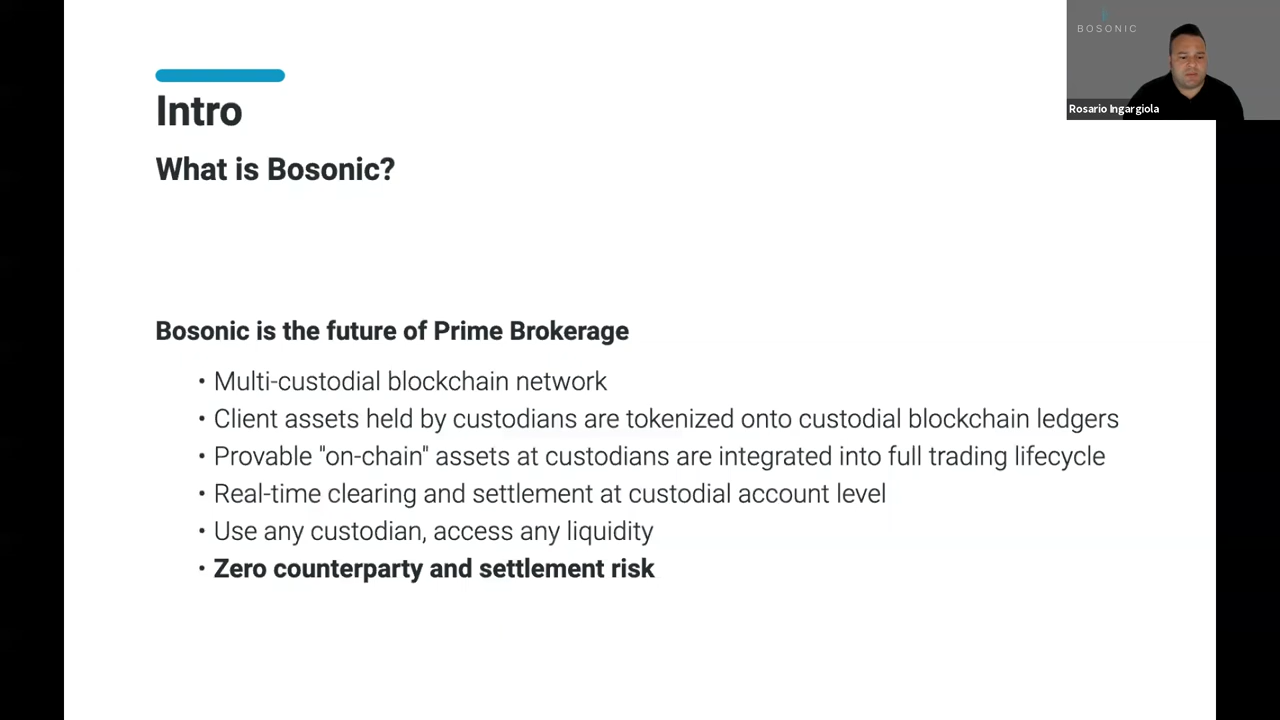 BOSONIC
Rosario Ingargiola
Intro
What is Bosonic?
Bosonic is the future of Prime Brokerage
• Multi-custodial blockchain network
• Client assets held by custodians are tokenized onto custodial blockchain ledgers
• Provable "on-chain" assets at custodians are integrated into full trading lifecycle
• Real-time clearing and settlement at custodial account level
• Use any custodian, access any liquidity
• Zero counterparty and settlement risk